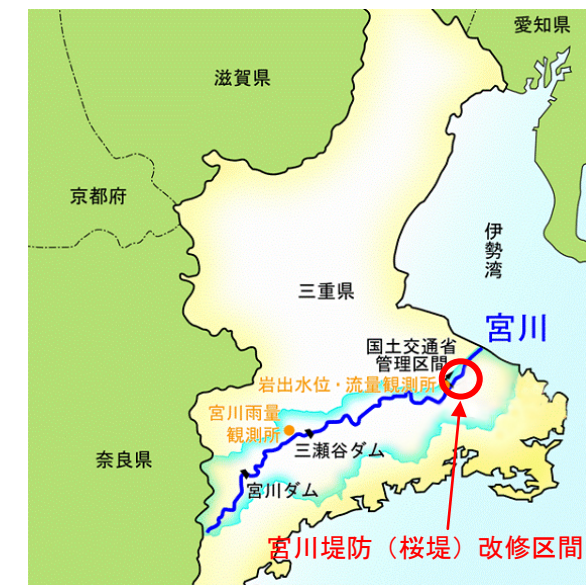 愛知県
滋賀県
京都府
伊勢湾
三重県
宮川
国土交通省
管理区間
岩出水位・流量観測所
宮川雨量
観測所
三瀬谷ダム
奈良県
宮川ダム
宮川堤防（桜堤）改修区間